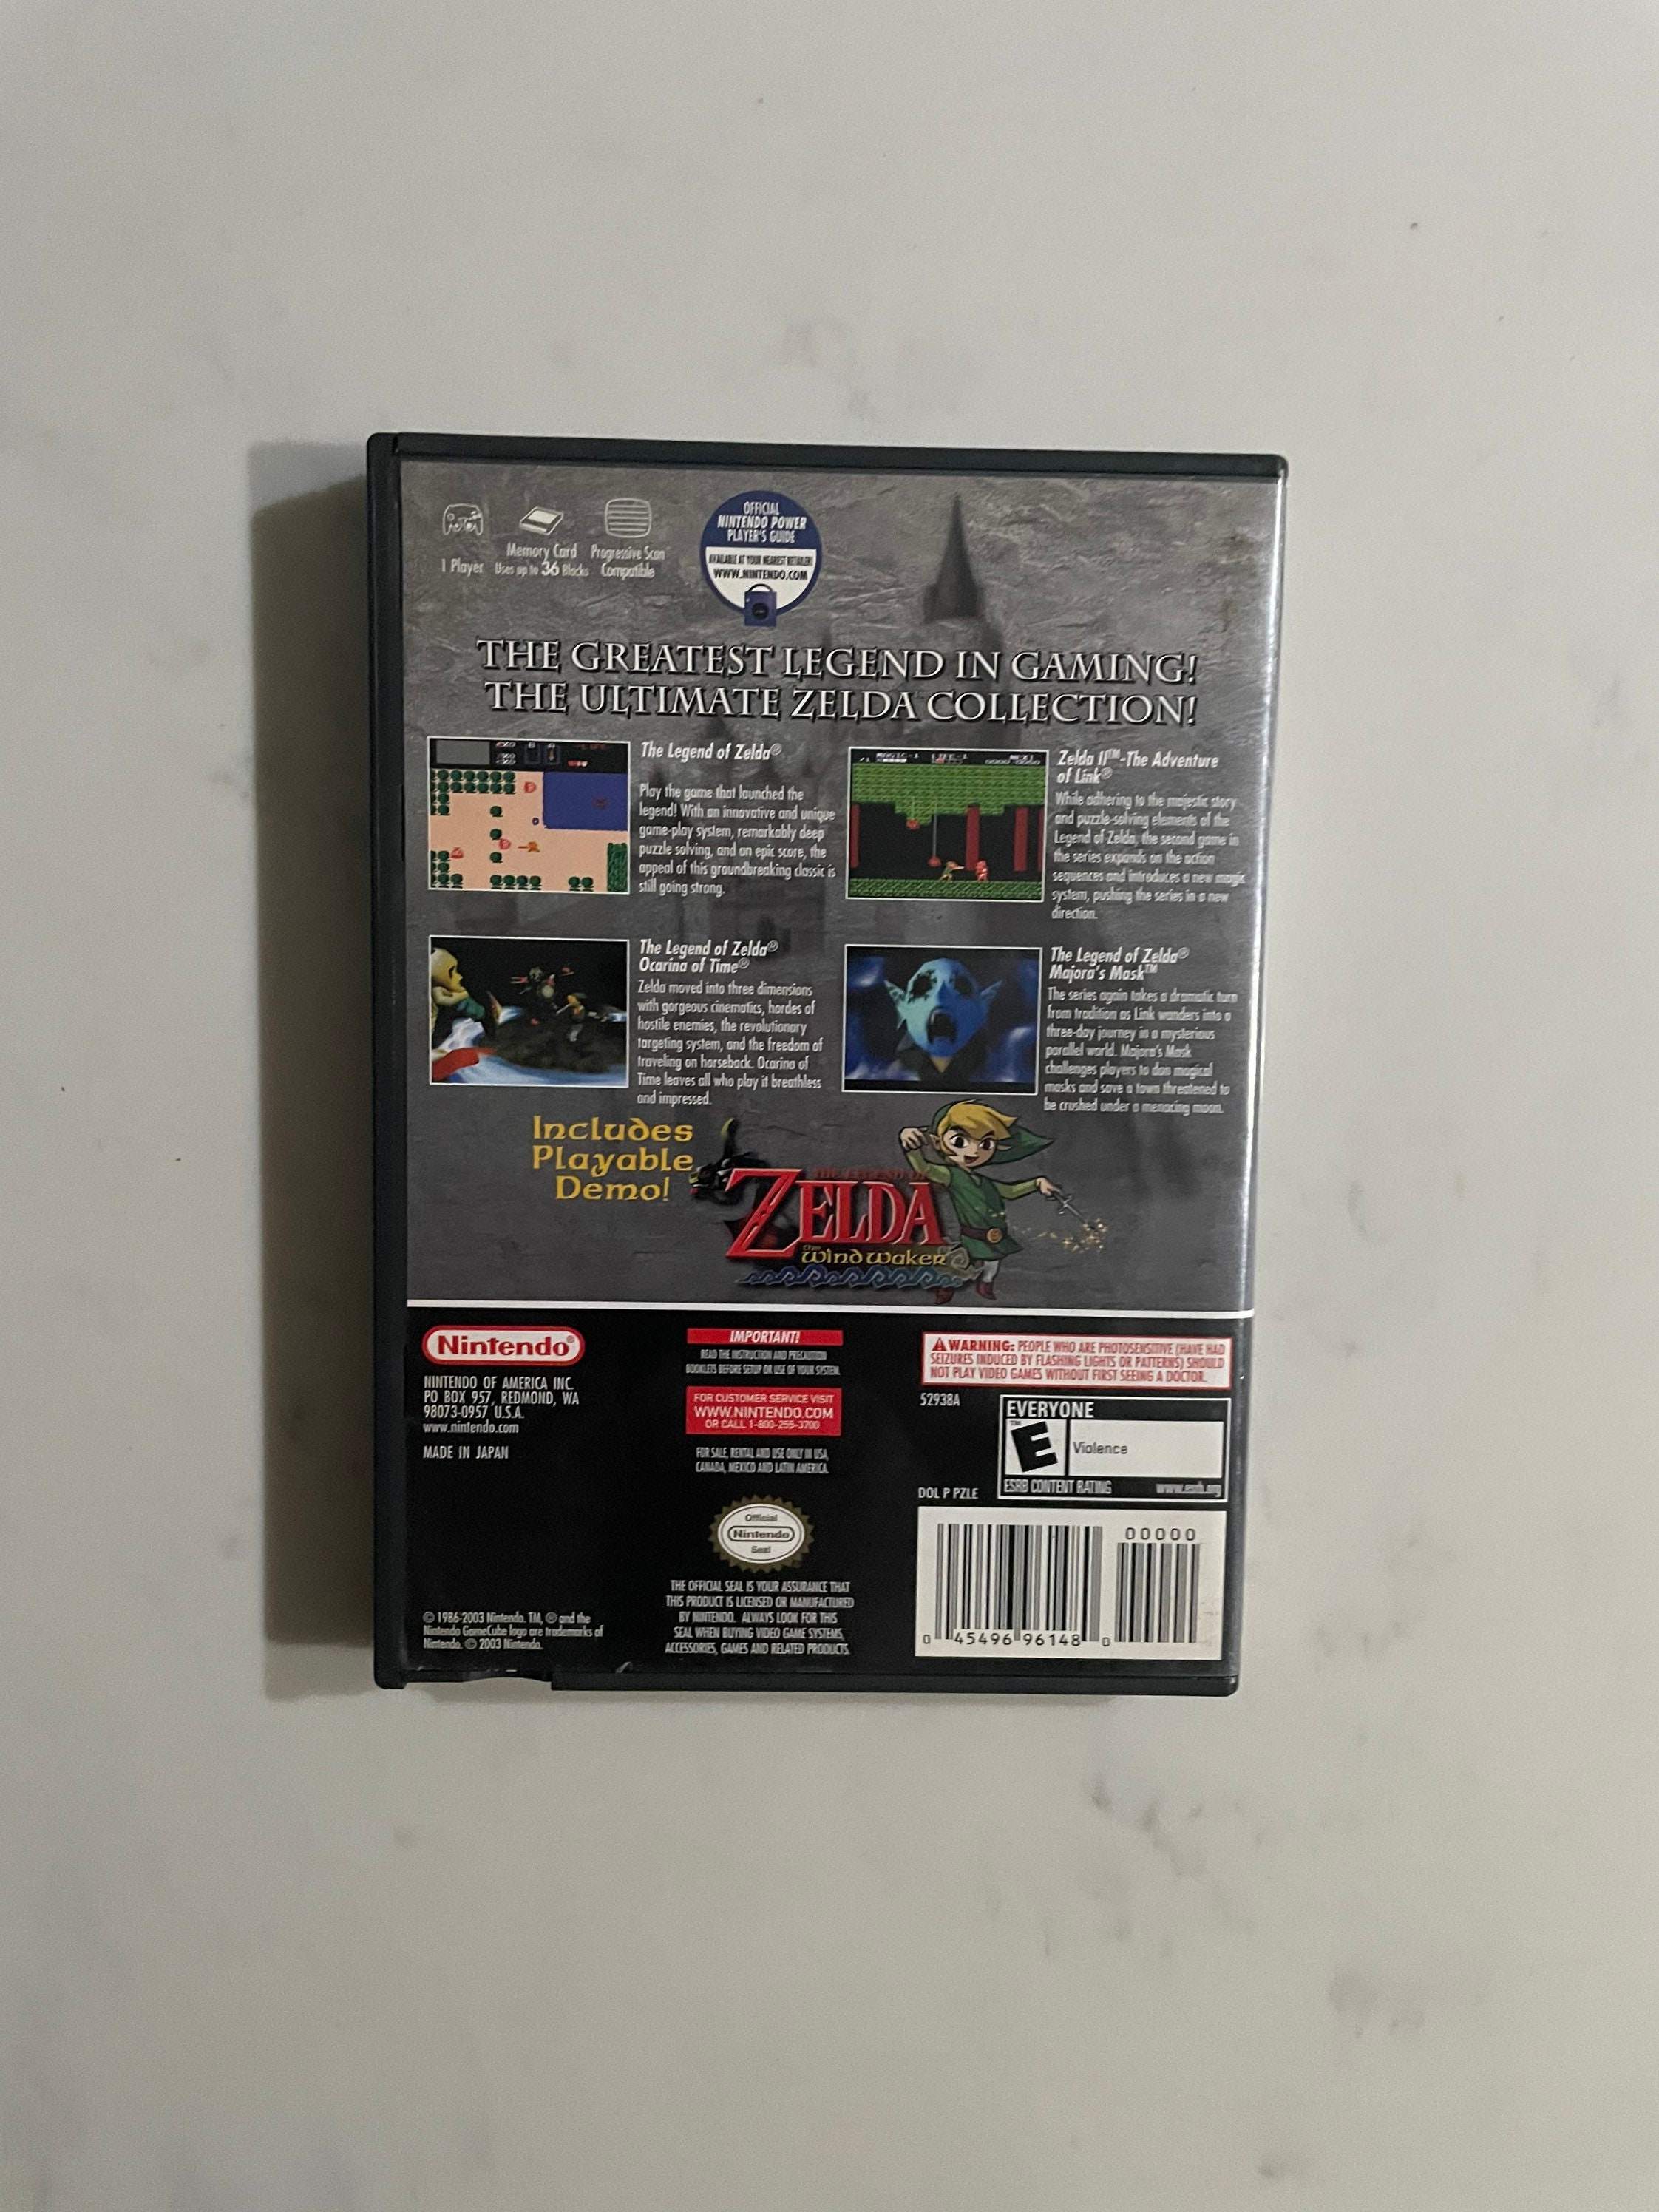 OFFICIAL
NINTENDO POWER
PLAYER'S GUIDE
AVAILABLE AT YOUR NEAREST RETAILER!
WWW.NINTENDO.COM
1 Player
Memory Card
Uses up to 36 Blocks
Progressive Scan
Compatible
THE GREATEST LEGEND IN GAMING!
THE ULTIMATE ZELDA COLLECTION!
The Legend of Zelda®
Play the game that launched the
legend! With an innovative and unique
game-play system, remarkably deep
puzzle solving, and an epic score, the
appeal of this groundbreaking classic is
still going strong.
Zelda II™-The Adventure
of Link®
While adhering to the majestic story
and puzzle-solving elements of the
Legend of Zelda, the second game in
the series expands on the action
sequences and introduces a new magic
system, pushing the series in a new
direction.
The Legend of Zelda®
Ocarina of Time®
Zelda moved into three dimensions
with gorgeous cinematics, hordes of
hostile enemies, the revolutionary
targeting system, and the freedom of
traveling on horseback. Ocarina of
Time leaves all who play it breathless
and impressed.
The Legend of Zelda®
Majora's Mask™
The series again takes a dramatic turn
from tradition as Link wanders into a
three-day journey in a mysterious
parallel world. Majora's Mask
challenges players to don magical
masks and save a town threatened to
be crushed under a menacing moon.
Includes
Playable
Demo!
THE LEGEND OF
ZELDA
the Wind Waker
Nintendo®
NINTENDO OF AMERICA INC.
PO BOX 957, REDMOND, WA
98073-0957 U.S.A.
www.nintendo.com
MADE IN JAPAN
© 1986-2003 Nintendo. TM, ® and the
Nintendo GameCube logo are trademarks of
Nintendo. © 2003 Nintendo.
IMPORTANT!
READ THE INSTRUCTION AND PRECAUTION
BOOKLETS BEFORE SETUP OR USE OF YOUR SYSTEM.
FOR CUSTOMER SERVICE VISIT
WWW.NINTENDO.COM
OR CALL 1-800-255-3700
FOR SALE, RENTAL AND USE ONLY IN USA,
CANADA, MEXICO AND LATIN AMERICA.
Official
Nintendo
Seal
THE OFFICIAL SEAL IS YOUR ASSURANCE THAT
THIS PRODUCT IS LICENSED OR MANUFACTURED
BY NINTENDO. ALWAYS LOOK FOR THIS
SEAL WHEN BUYING VIDEO GAME SYSTEMS,
ACCESSORIES, GAMES AND RELATED PRODUCTS.
WARNING: PEOPLE WHO ARE PHOTOSENSITIVE (HAVE HAD
SEIZURES INDUCED BY FLASHING LIGHTS OR PATTERNS) SHOULD
NOT PLAY VIDEO GAMES WITHOUT FIRST SEEING A DOCTOR.
52938A
EVERYONE
E™
Violence
ESRB CONTENT RATING www.esrb.org
DOL P PZLE
00000
0 45496 96148 0